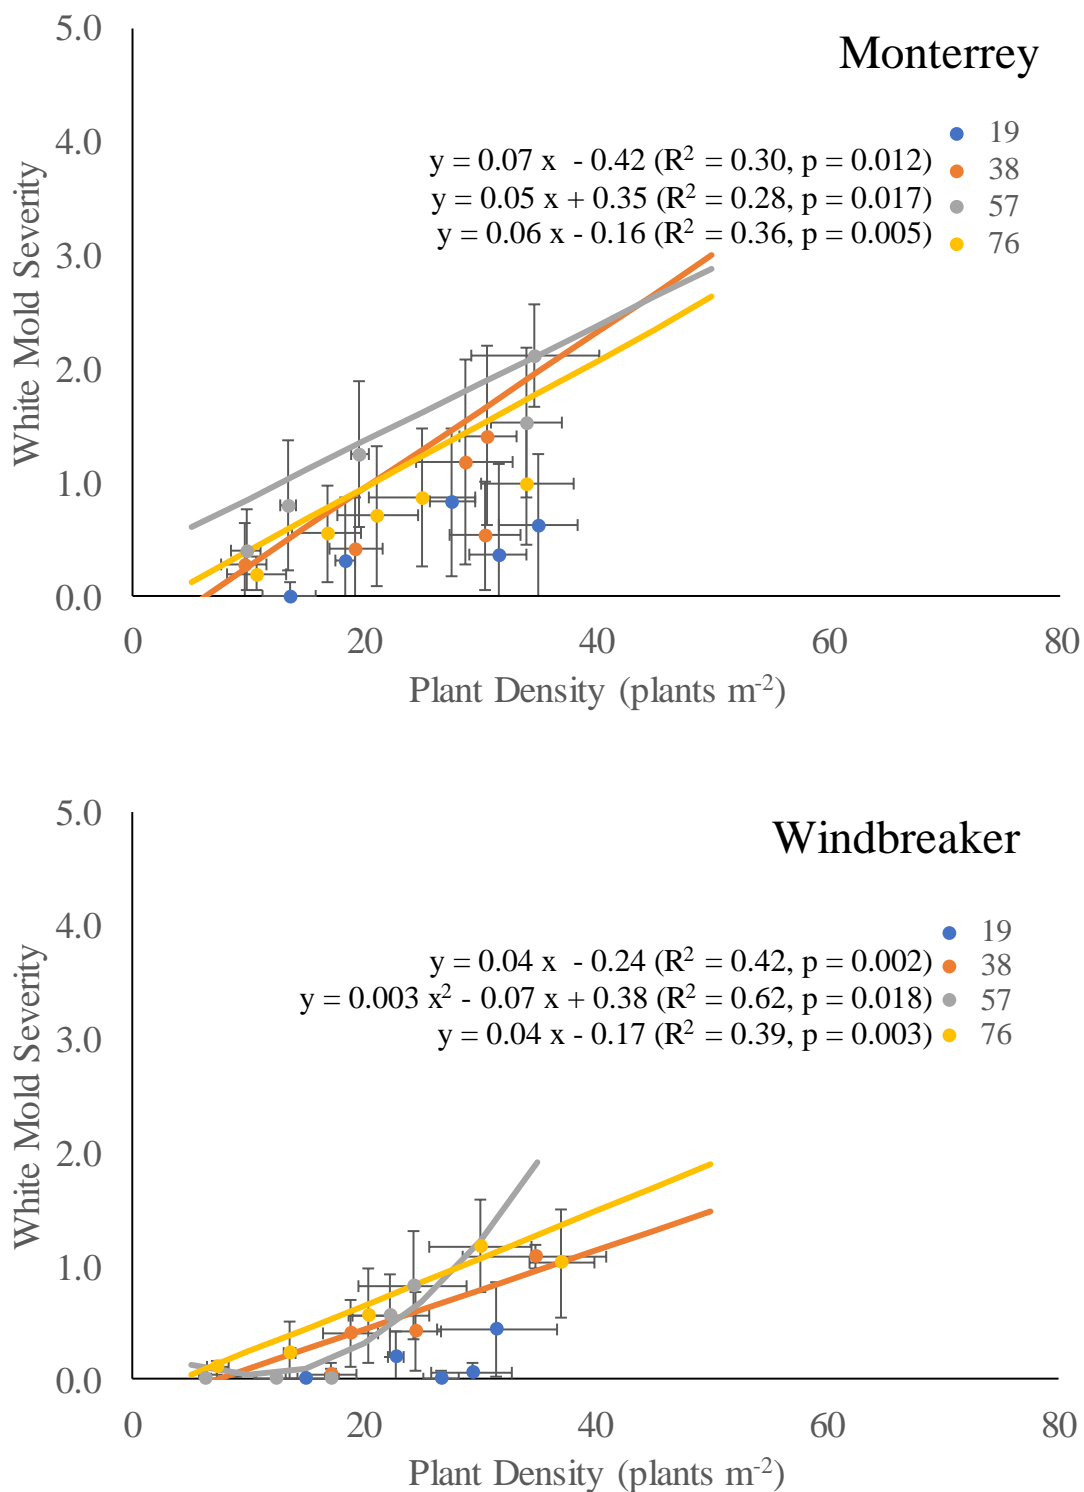 5.0
Monterrey
4.0
19
y = 0.07 x - 0.42 (R² = 0.30, p = 0.012)
38
y = 0.05 x + 0.35 (R² = 0.28, p = 0.017)
57
y = 0.06 x - 0.16 (R² = 0.36, p = 0.005)
76
3.0
White Mold Severity
2.0
1.0
0.0
0 20 40 60 80
Plant Density (plants m⁻²)
5.0
Windbreaker
4.0
19
y = 0.04 x - 0.24 (R² = 0.42, p = 0.002)
38
y = 0.003 x² - 0.07 x + 0.38 (R² = 0.62, p = 0.018)
57
y = 0.04 x - 0.17 (R² = 0.39, p = 0.003)
76
3.0
White Mold Severity
2.0
1.0
0.0
0 20 40 60 80
Plant Density (plants m⁻²)